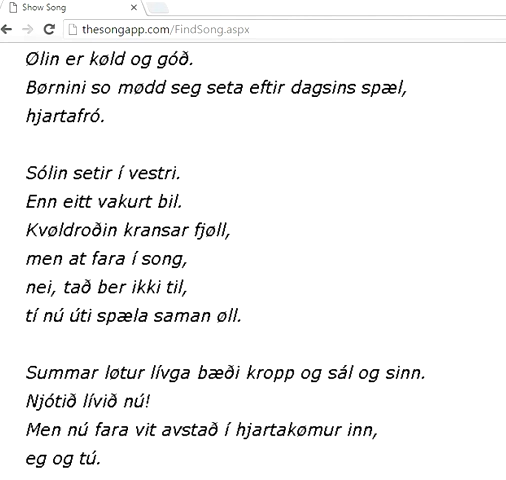 Show Song
thesongapp.com/FindSong.aspx
Ølin er køld og góð.
Børnini so mødd seg seta eftir dagsins spæl,
hjartafró.
Sólin setir í vestri.
Enn eitt vakurt bil.
Kvøldroðin kransar fjøll,
men at fara í song,
nei, tað ber ikki til,
tí nú úti spæla saman øll.
Summar løtur lívga bæði kropp og sál og sinn.
Njótið lívið nú!
Men nú fara vit avstað í hjartakømur inn,
eg og tú.